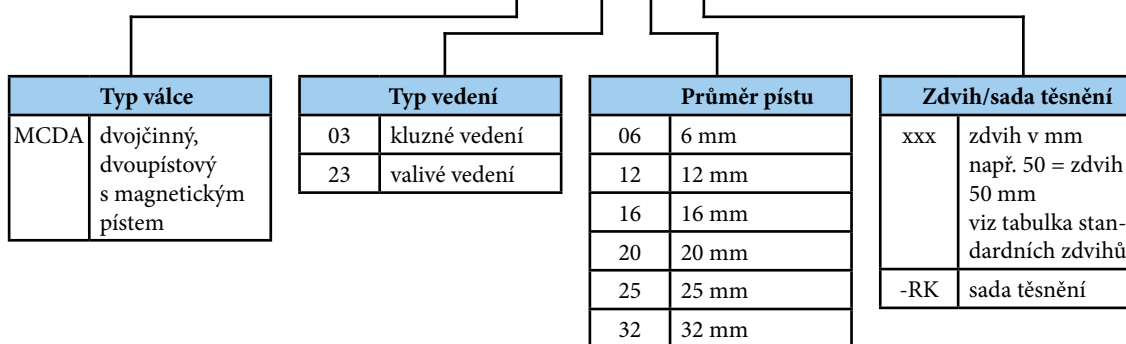 Typ válce
MCDA dvojčinný,
dvoupístový
s magnetickým
pístem
Typ vedení
03 kluzné vedení
23 valivé vedení
Průměr pístu
06 6 mm
12 12 mm
16 16 mm
20 20 mm
25 25 mm
32 32 mm
Zdvih/sada těsnění
xxx zdvih v mm
např. 50 = zdvih
50 mm
viz tabulka stan-
dardních zdvihů
-RK sada těsnění